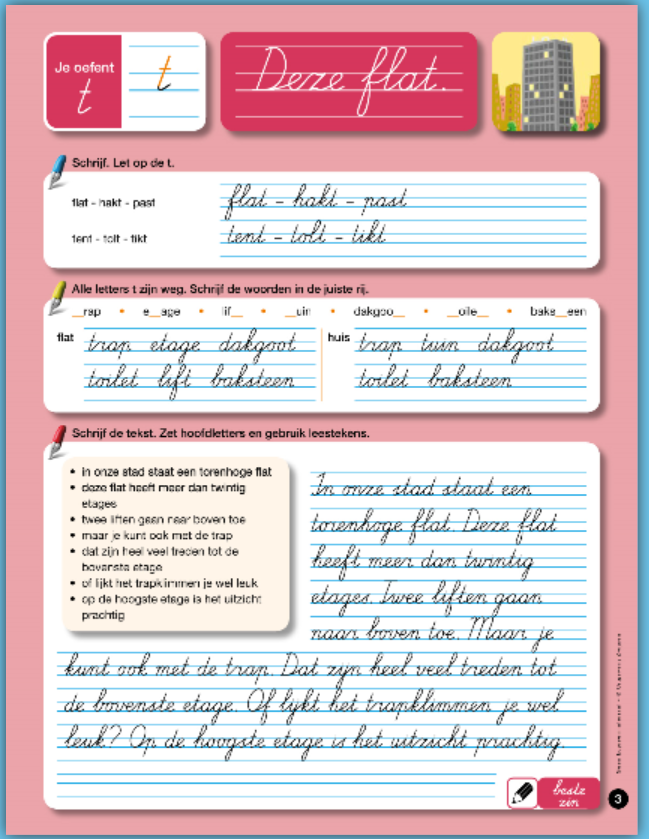 Je oefent
t
t
Deze flat.
Schrijf. Let op de t.
flat - hakt - past
flat - hakt - past
tent - tolt - tikt
tent - tolt - tikt
Alle letters t zijn weg. Schrijf de woorden in de juiste rij.
_rap • e_age • lif_ • _uin • dakgoo_ • _oile_ • baks_een
flat
trap etage dakgoot
toilet lift baksteen
huis
trap tuin dakgoot
toilet baksteen
Schrijf de tekst. Zet hoofdletters en gebruik leestekens.
• in onze stad staat een torenhoge flat
• deze flat heeft meer dan twintig
etages
• twee liften gaan naar boven toe
• maar je kunt ook met de trap
• dat zijn heel veel treden tot de
bovenste etage
• of lijkt het trapklimmen je wel leuk
• op de hoogste etage is het uitzicht
prachtig
In onze stad staat een
torenhoge flat. Deze flat
heeft meer dan twintig
etages. Twee liften gaan
naar boven toe. Maar je
kunt ook met de trap. Dat zijn heel veel treden tot
de bovenste etage. Of lijkt het trapklimmen je wel
leuk? Op de hoogste etage is het uitzicht prachtig.
zin
3